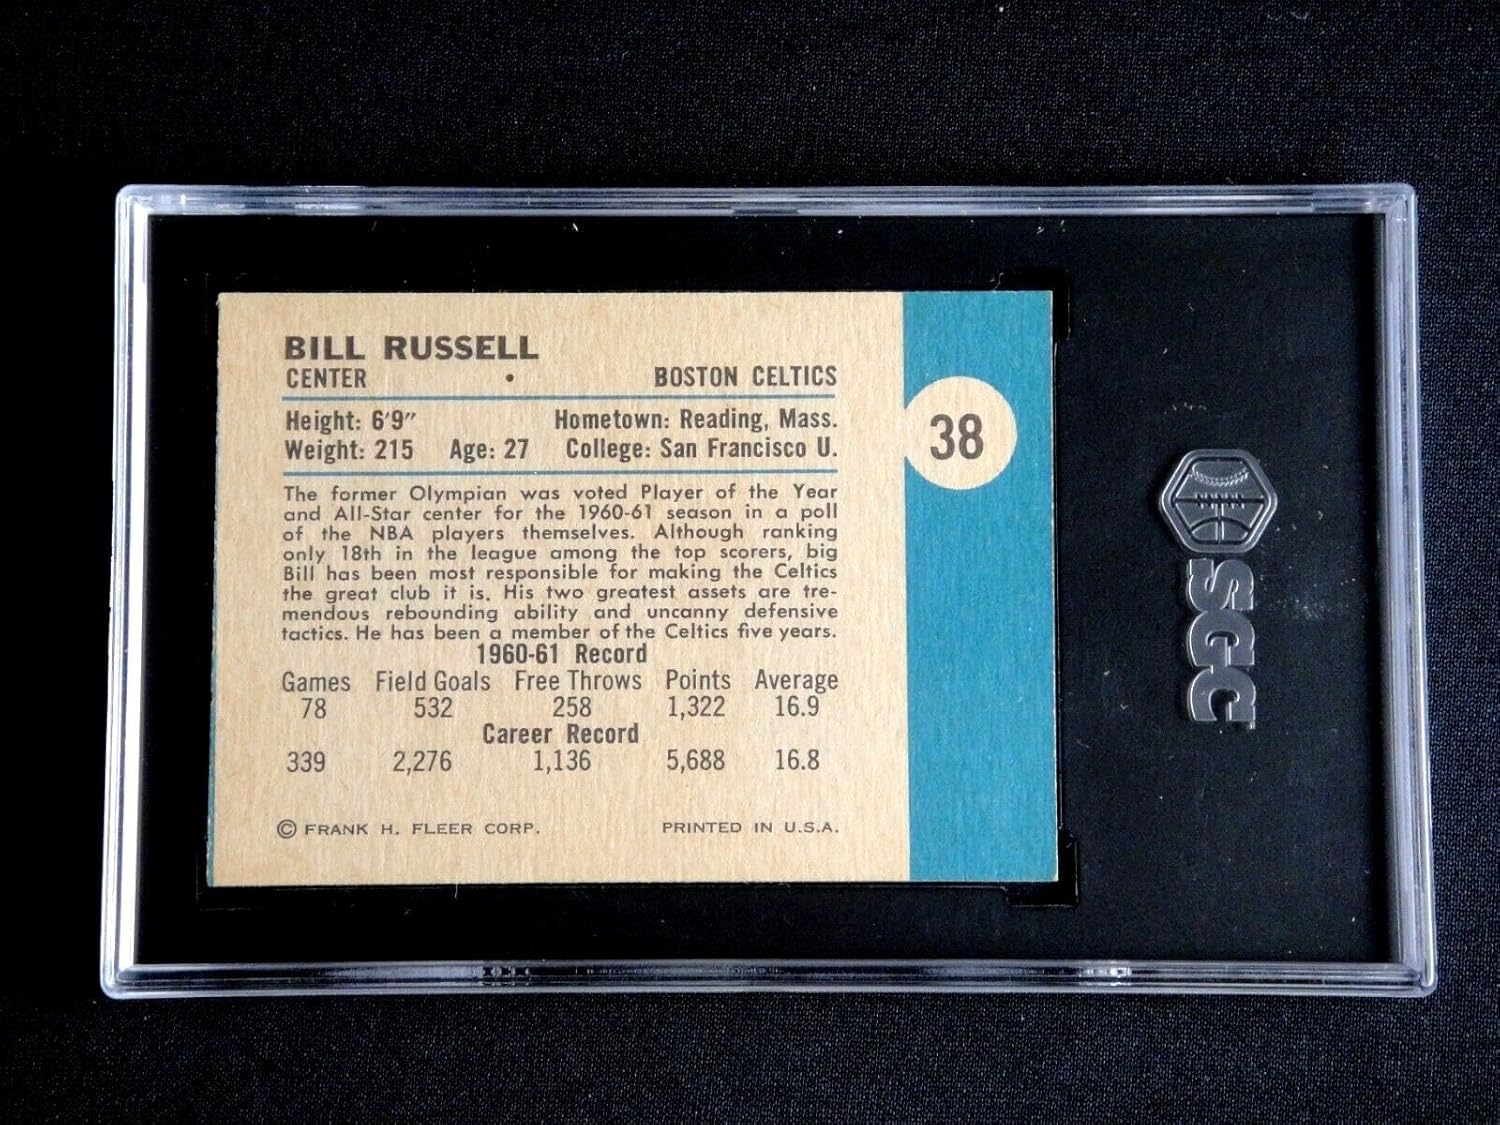 BILL RUSSELL
CENTER • BOSTON CELTICS
Height: 6'9" Hometown: Reading, Mass.
Weight: 215 Age: 27 College: San Francisco U.
38
The former Olympian was voted Player of the Year
and All-Star center for the 1960-61 season in a poll
of the NBA players themselves. Although ranking
only 18th in the league among the top scorers, big
Bill has been most responsible for making the Celtics
the great club it is. His two greatest assets are tre-
mendous rebounding ability and uncanny defensive
tactics. He has been a member of the Celtics five years.
1960-61 Record
Games Field Goals Free Throws Points Average
78 532 258 1,322 16.9
Career Record
339 2,276 1,136 5,688 16.8
© FRANK H. FLEER CORP. PRINTED IN U.S.A.
SGC